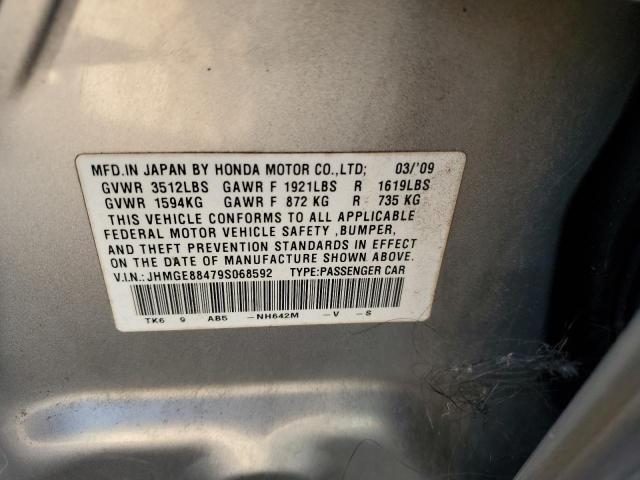 MFD.IN JAPAN BY HONDA MOTOR CO.,LTD; 03/'09
GVWR 3512LBS GAWR F 1921LBS R 1619LBS
GVWR 1594KG GAWR F 872 KG R 735 KG
THIS VEHICLE CONFORMS TO ALL APPLICABLE
FEDERAL MOTOR VEHICLE SAFETY ,BUMPER,
AND THEFT PREVENTION STANDARDS IN EFFECT
ON THE DATE OF MANUFACTURE SHOWN ABOVE.
V.I.N.:JHMGE88479S068592 TYPE:PASSENGER CAR
TK6 9 AB5 -NH642M -V -S